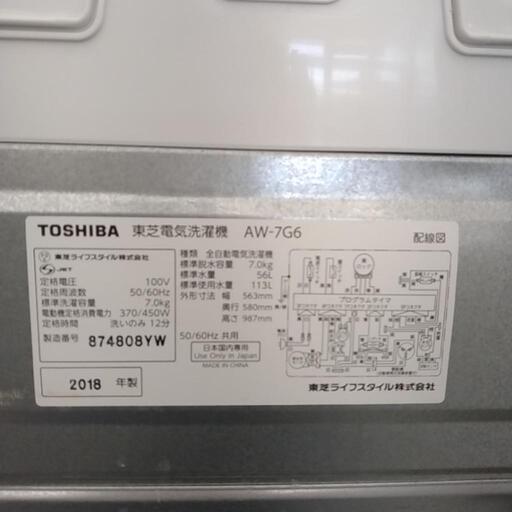 TOSHIBA 東芝電気洗濯機 AW-7G6
配線図
東芝ライフスタイル株式会社
JET
定格電圧 100V
定格周波数 50/60Hz
標準洗濯容量 7.0kg
電動機定格消費電力 370/450W
定格時間 洗いのみ 12分
製造番号 874808YW
2018 年製
種類 全自動電気洗濯機
標準脱水容量 7.0kg
標準水量 56L
標準使用水量 113L
外形寸法 幅 563mm
奥行 580mm
高さ 987mm
50/60Hz 共用
日本国内専用
Use Only in Japan
MADE IN CHINA
プログラムタイマ
東芝ライフスタイル株式会社